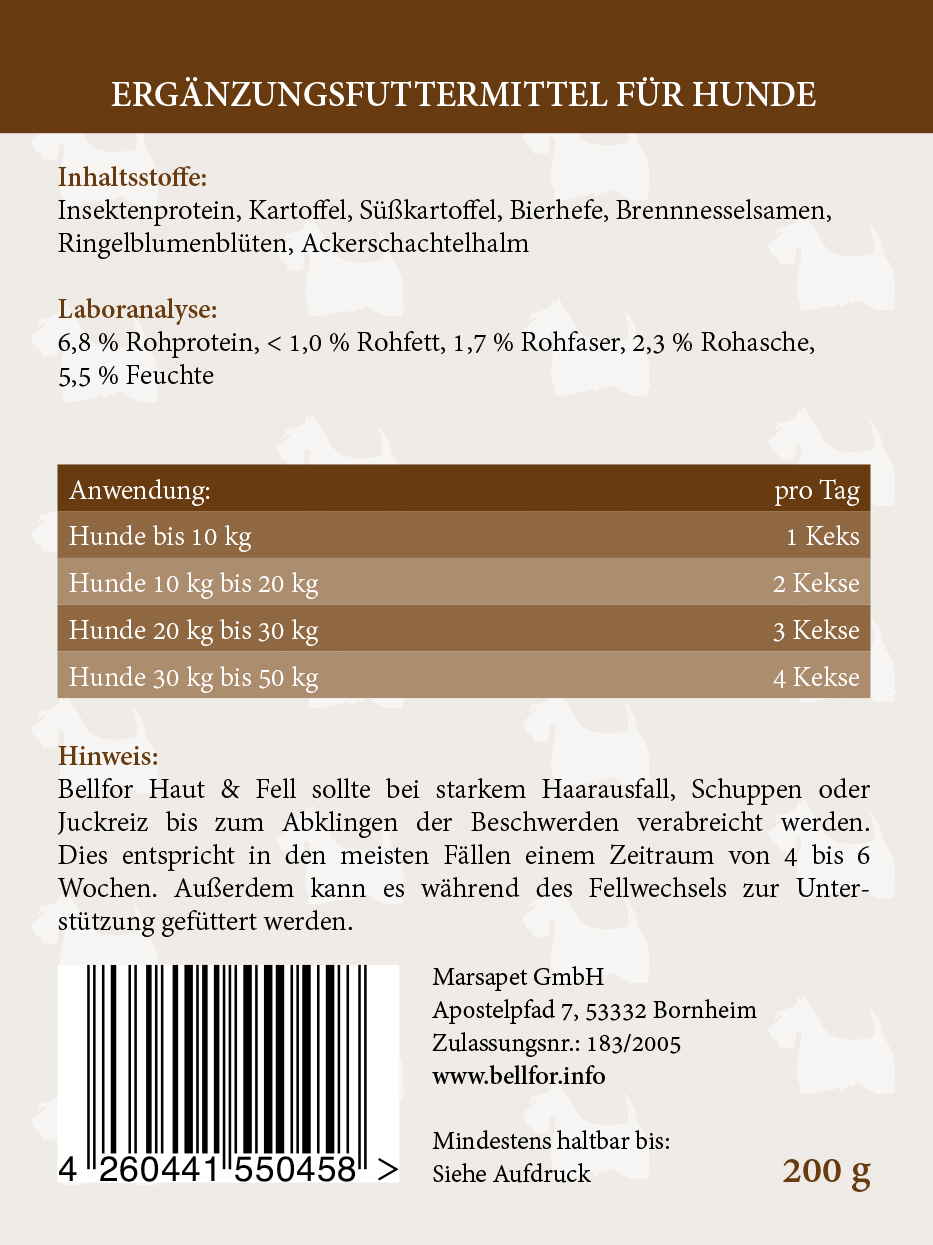 ERGÄNZUNGSFUTTERMITTEL FÜR HUNDE
Inhaltsstoffe:
Insektenprotein, Kartoffel, Süßkartoffel, Bierhefe, Brennnesselsamen,
Ringelblumenblüten, Ackerschachtelhalm
Laboranalyse:
6,8 % Rohprotein, < 1,0 % Rohfett, 1,7 % Rohfaser, 2,3 % Rohasche,
5,5 % Feuchte
Anwendung: pro Tag
Hunde bis 10 kg 1 Keks
Hunde 10 kg bis 20 kg 2 Kekse
Hunde 20 kg bis 30 kg 3 Kekse
Hunde 30 kg bis 50 kg 4 Kekse
Hinweis:
Bellfor Haut & Fell sollte bei starkem Haarausfall, Schuppen oder
Juckreiz bis zum Abklingen der Beschwerden verabreicht werden.
Dies entspricht in den meisten Fällen einem Zeitraum von 4 bis 6
Wochen. Außerdem kann es während des Fellwechsels zur Unter-
stützung gefüttert werden.
Marsapet GmbH
Apostelpfad 7, 53332 Bornheim
Zulassungsnr.: 183/2005
www.bellfor.info
Mindestens haltbar bis:
Siehe Aufdruck
4 260441 550458 >
200 g